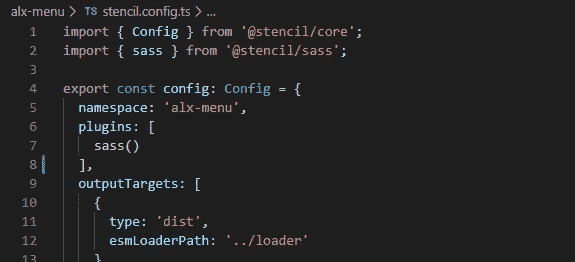 alx-menu > TS stencil.config.ts > ...
1 import { Config } from '@stencil/core';
2 import { sass } from '@stencil/sass';
3
4 export const config: Config = {
5   namespace: 'alx-menu',
6   plugins: [
7     sass()
8   ],
9   outputTargets: [
10     {
11       type: 'dist',
12       esmLoaderPath: '../loader'
13     }